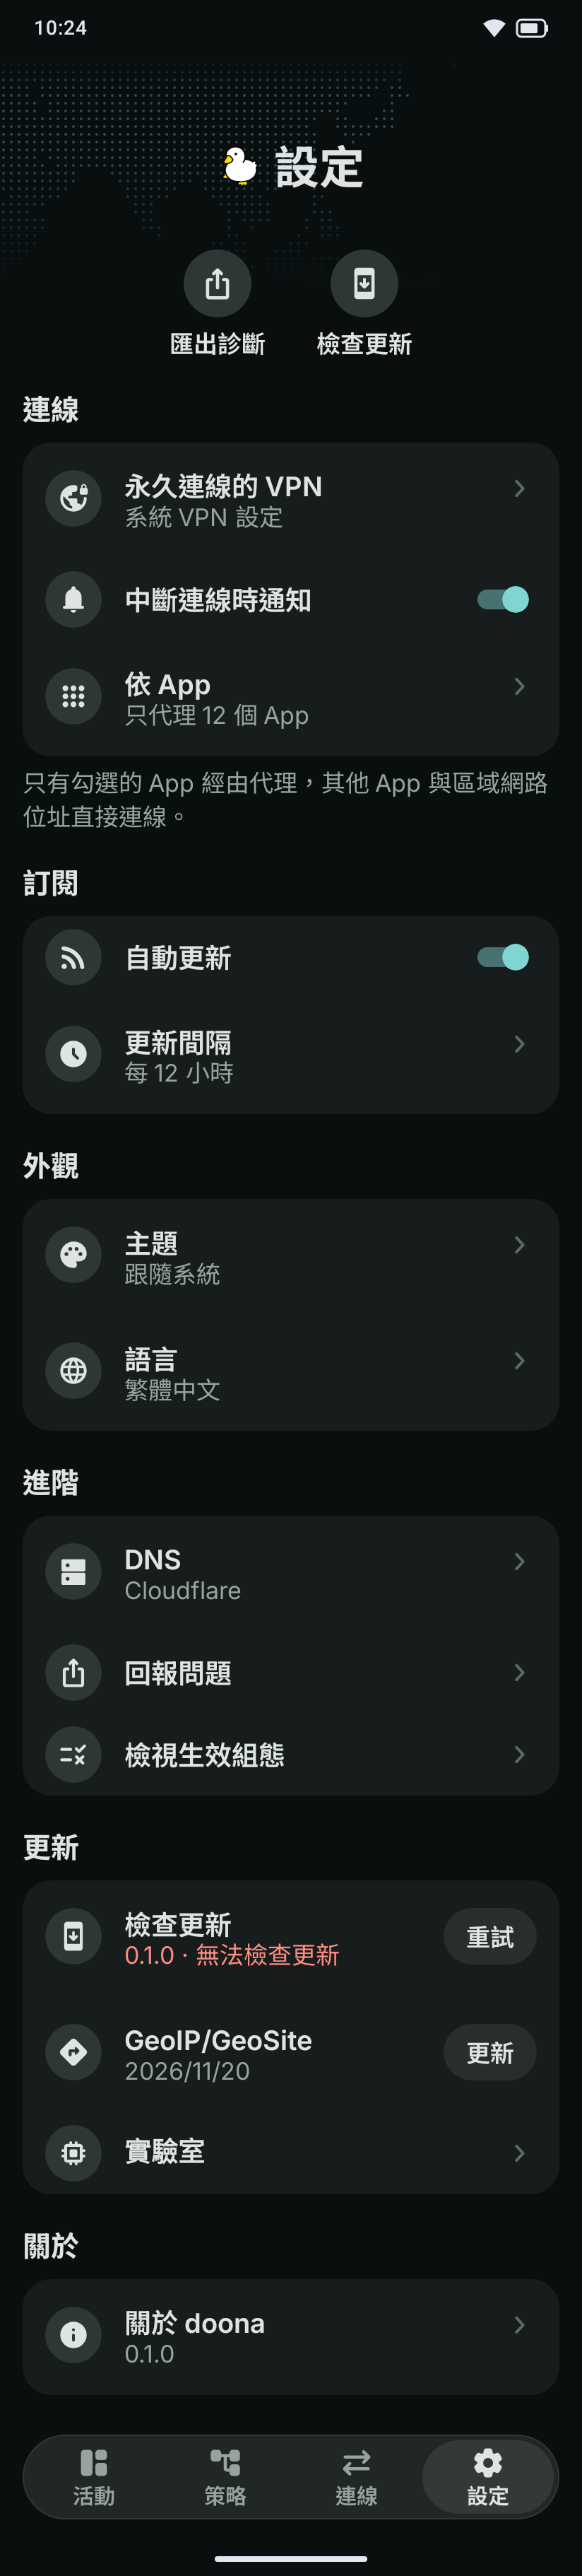 10:24
設定
匯出診斷
檢查更新
連線
永久連線的 VPN
系統 VPN 設定
中斷連線時通知
依 App
只代理 12 個 App
只有勾選的 App 經由代理，其他 App 與區域網路
位址直接連線。
訂閱
自動更新
更新間隔
每 12 小時
外觀
主題
跟隨系統
語言
繁體中文
進階
DNS
Cloudflare
回報問題
檢視生效組態
更新
檢查更新
0.1.0 · 無法檢查更新
重試
GeoIP/GeoSite
2026/11/20
更新
實驗室
關於
關於 doona
0.1.0
活動
策略
連線
設定